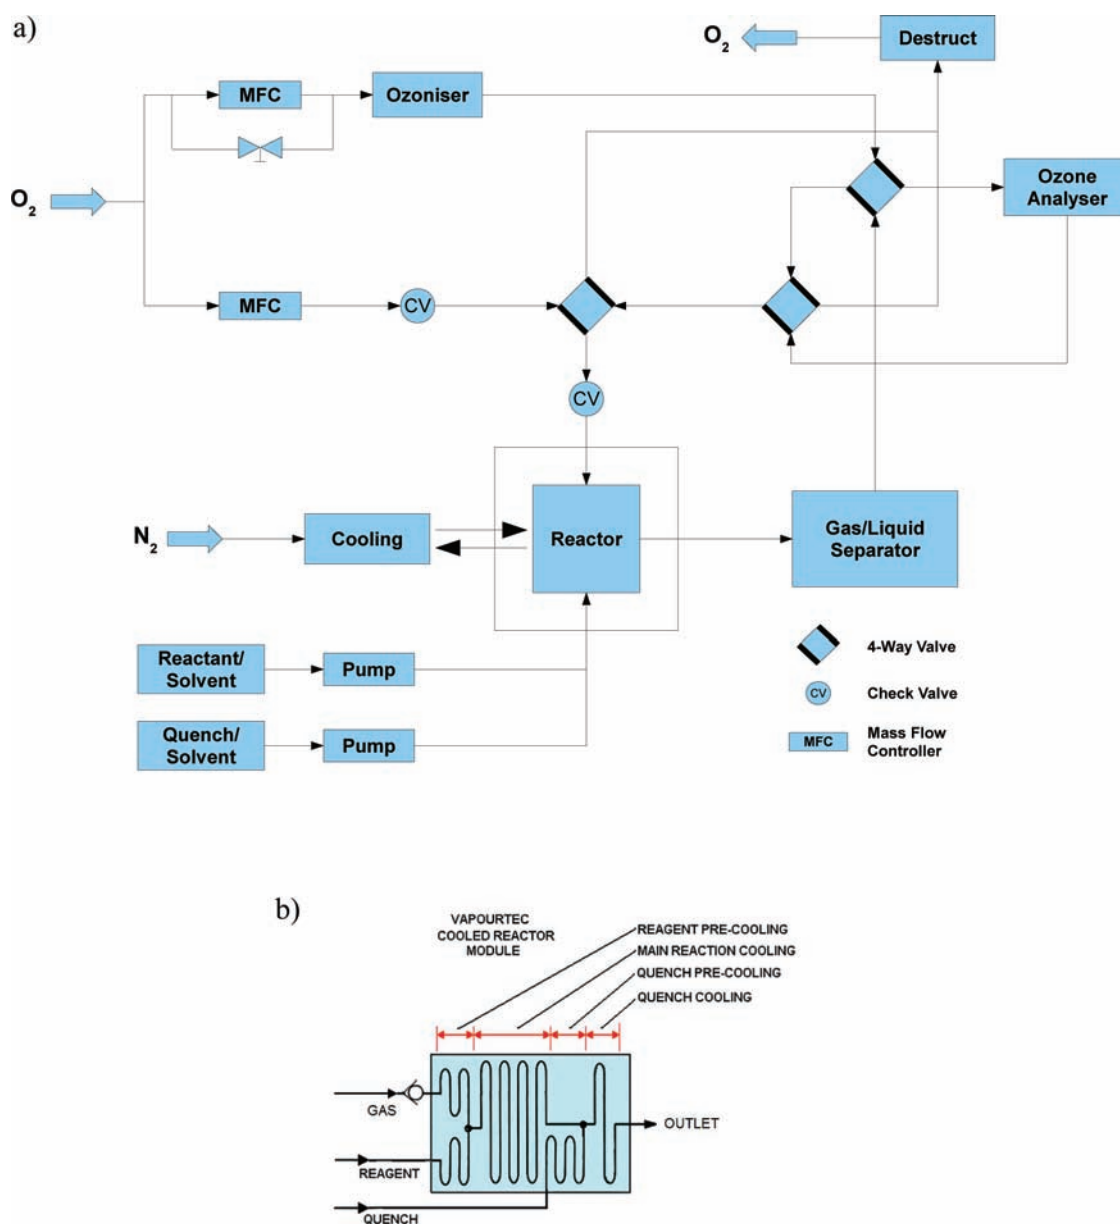 a)
O2
Destruct
MFC
Ozoniser
O2
Ozone
Analyser
MFC
CV
CV
N2
Cooling
Reactor
Gas/Liquid
Separator
Reactant/
Solvent
Pump
Quench/
Solvent
Pump
4-Way Valve
CV
Check Valve
MFC
Mass Flow
Controller
b)
VAPOURTEC
COOLED REACTOR
MODULE
REAGENT PRE-COOLING
MAIN REACTION COOLING
QUENCH PRE-COOLING
QUENCH COOLING
GAS
REAGENT
QUENCH
OUTLET